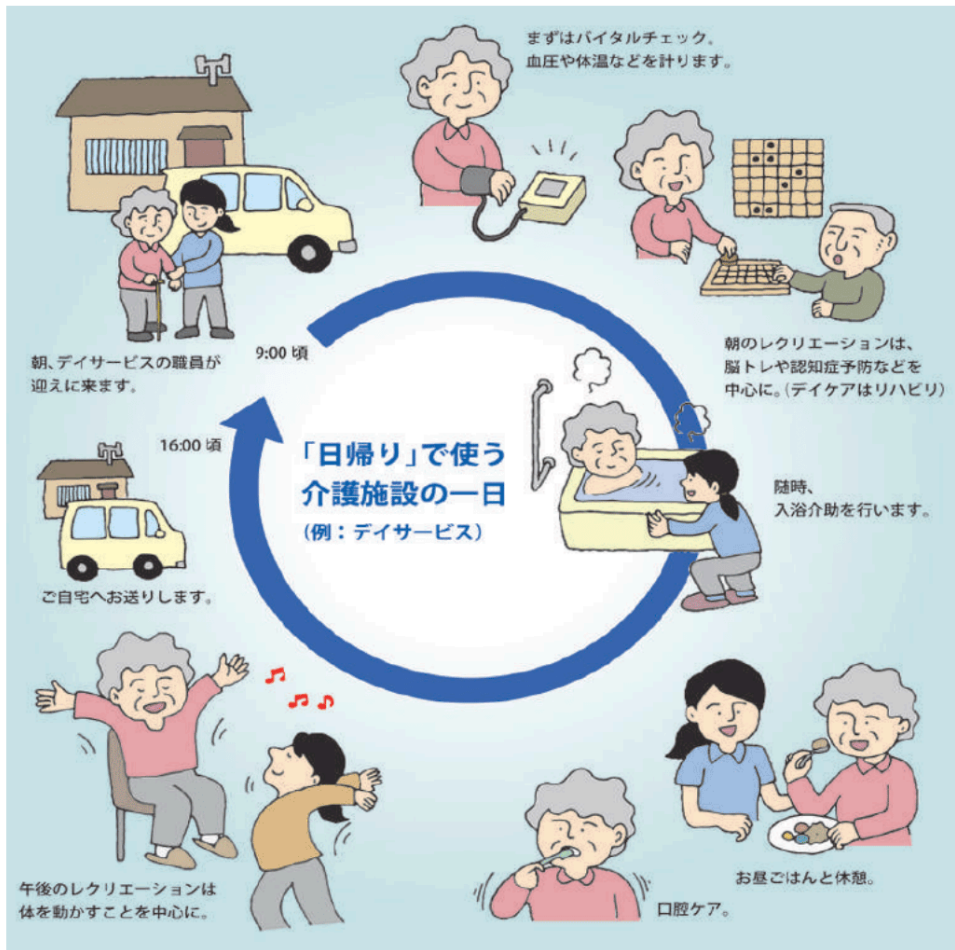 まずはバイタルチェック。
血圧や体温などを計ります。
朝、デイサービスの職員が
迎えに来ます。
9:00 頃
朝のレクリエーションは、
脳トレや認知症予防などを
中心に。(デイケアはリハビリ)
16:00 頃
「日帰り」で使う
介護施設の一日
(例:デイサービス)
随時、
入浴介助を行います。
ご自宅へお送りします。
お昼ごはんと休憩。
口腔ケア。
午後のレクリエーションは
体を動かすことを中心に。